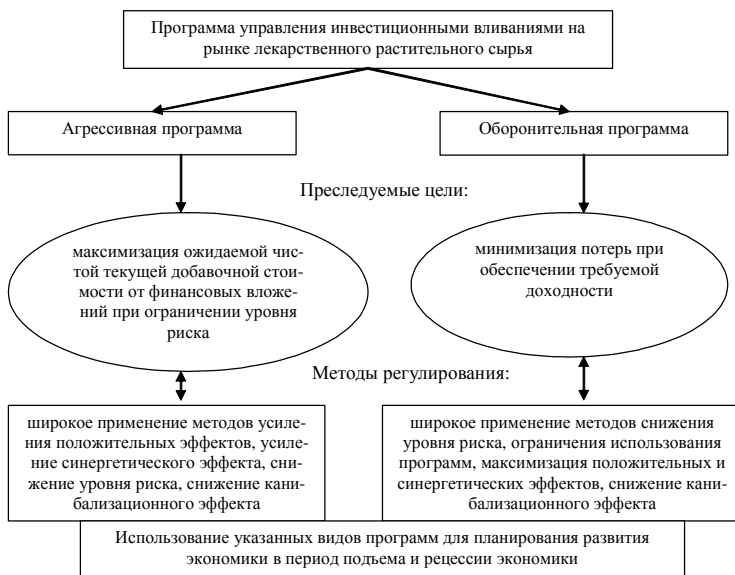 Программа управления инвестиционными вливаниями на
рынке лекарственного растительного сырья
Агрессивная программа
Оборонительная программа
Преследуемые цели:
максимизация ожидаемой чис-
той текущей добавочной стои-
мости от финансовых вложе-
ний при ограничении уровня
риска
минимизация потерь при
обеспечении требуемой
доходности
Методы регулирования:
широкое применение методов усиле-
ния положительных эффектов, усиле-
ние синергетического эффекта, сни-
жение уровня риска, снижение кани-
бализационного эффекта
широкое применение методов снижения
уровня риска, ограничения использования
программ, максимизация положительных и
синергетических эффектов, снижение кани-
бализационного эффекта
Использование указанных видов программ для планирования развития
экономики в период подъема и рецессии экономики